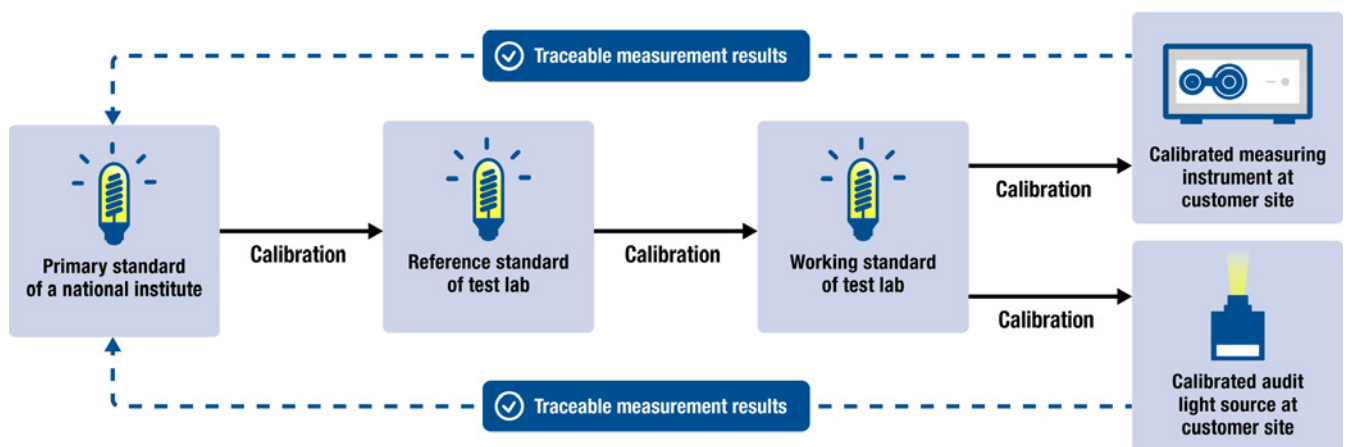 Traceable measurement results
Calibrated measuring
instrument at
customer site
Primary standard
of a national institute
Calibration
Reference standard
of test lab
Calibration
Working standard
of test lab
Calibration
Calibration
Calibrated audit
light source at
customer site
Traceable measurement results